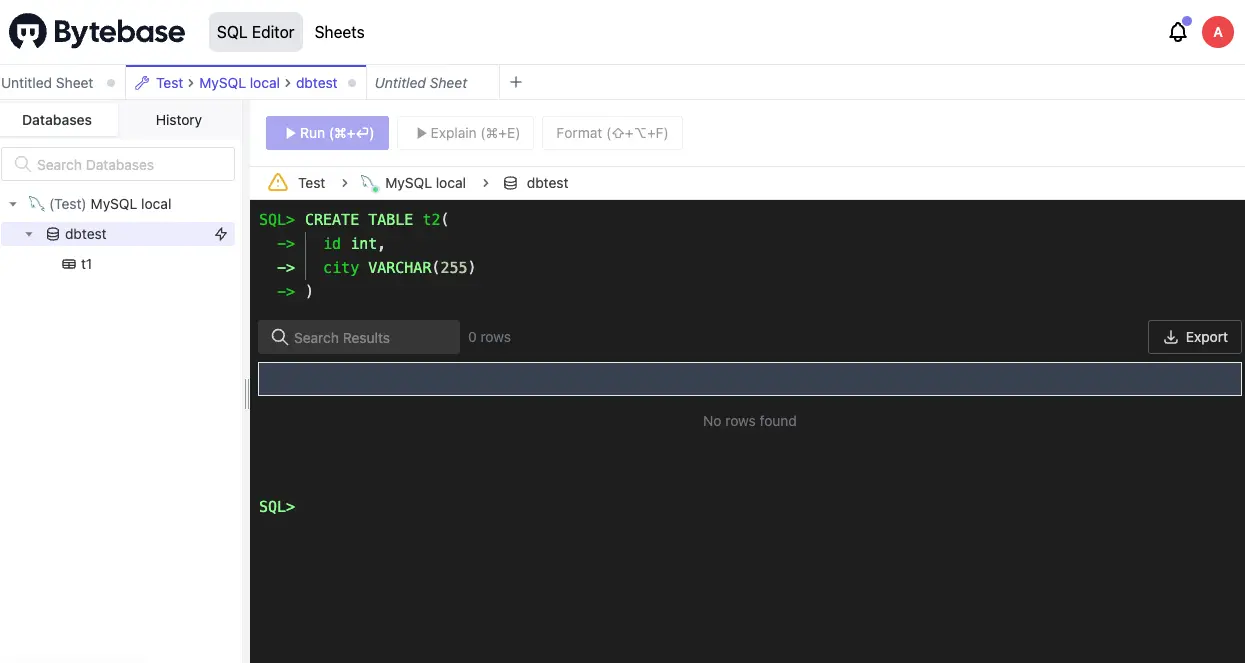 Bytebase SQL Editor Sheets A
Untitled Sheet Test > MySQL local > dbtest Untitled Sheet +
Databases History
Run (⌘+⏎) Explain (⌘+E) Format (⇧+⌥+F)
Search Databases
Test > MySQL local > dbtest
(Test) MySQL local
dbtest
t1
SQL> CREATE TABLE t2(
-> id int,
-> city VARCHAR(255)
-> )
Search Results 0 rows Export
No rows found
SQL>